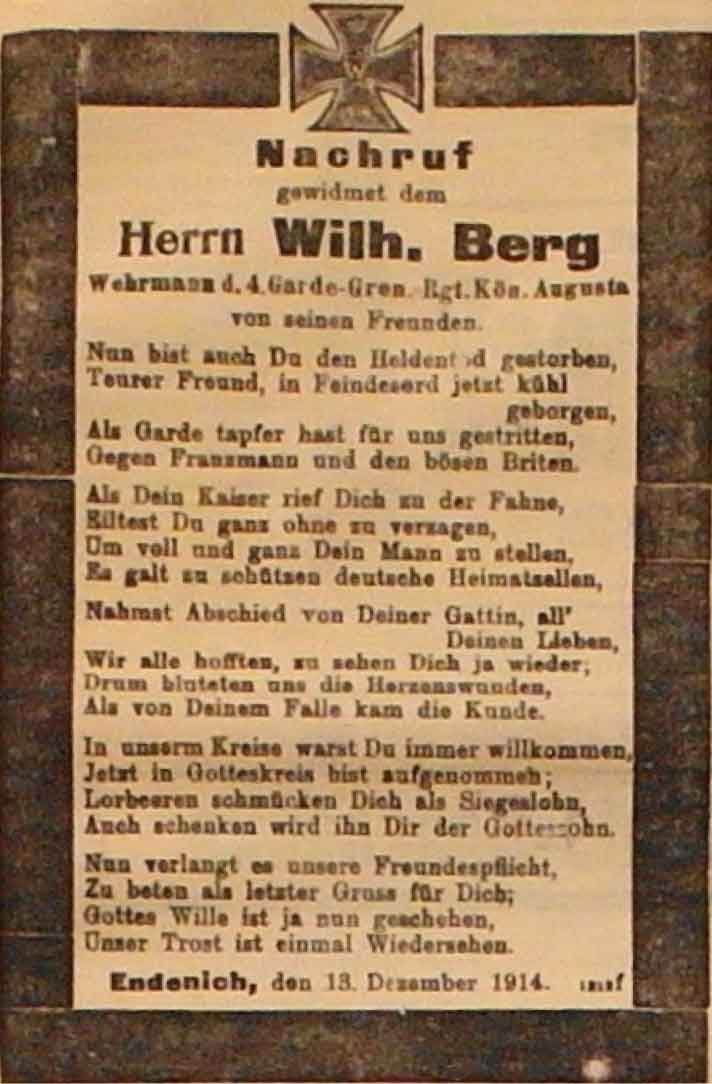 W
Nachruf
gewidmet dem
Herrn Wilh. Berg
Wehrmann d. 4. Garde-Gren.-Rgt. Kön. Augusta
von seinen Freunden.
Nun bist auch Du den Heldentod gestorben,
Teurer Freund, in Feindeserd jetzt kühl
geborgen,
Als Garde tapfer hast für uns gestritten,
Gegen Franzmann und den bösen Briten.
Als Dein Kaiser rief Dich zu der Fahne,
Eiltest Du ganz ohne zu verzagen,
Um voll und ganz Dein Mann zu stellen,
Es galt zu schützen deutsche Heimatsellen,
Nahmst Abschied von Deiner Gattin, all'
Deinen Lieben,
Wir alle hofften, zu sehen Dich ja wieder;
Drum bluteten uns die Herzenswunden,
Als von Deinem Falle kam die Kunde.
In unserm Kreise warst Du immer willkommen,
Jetzt in Gotteskreis bist aufgenommen;
Lorbeeren schmücken Dich als Siegeslohn,
Auch schenken wird ihn Dir der Gottessohn.
Nun verlangt es unsere Freundespflicht,
Zu beten als letzter Gruss für Dich;
Gottes Wille ist ja nun geschehen,
Unser Trost ist einmal Wiedersehen.
Endenich, den 13. Dezember 1914.